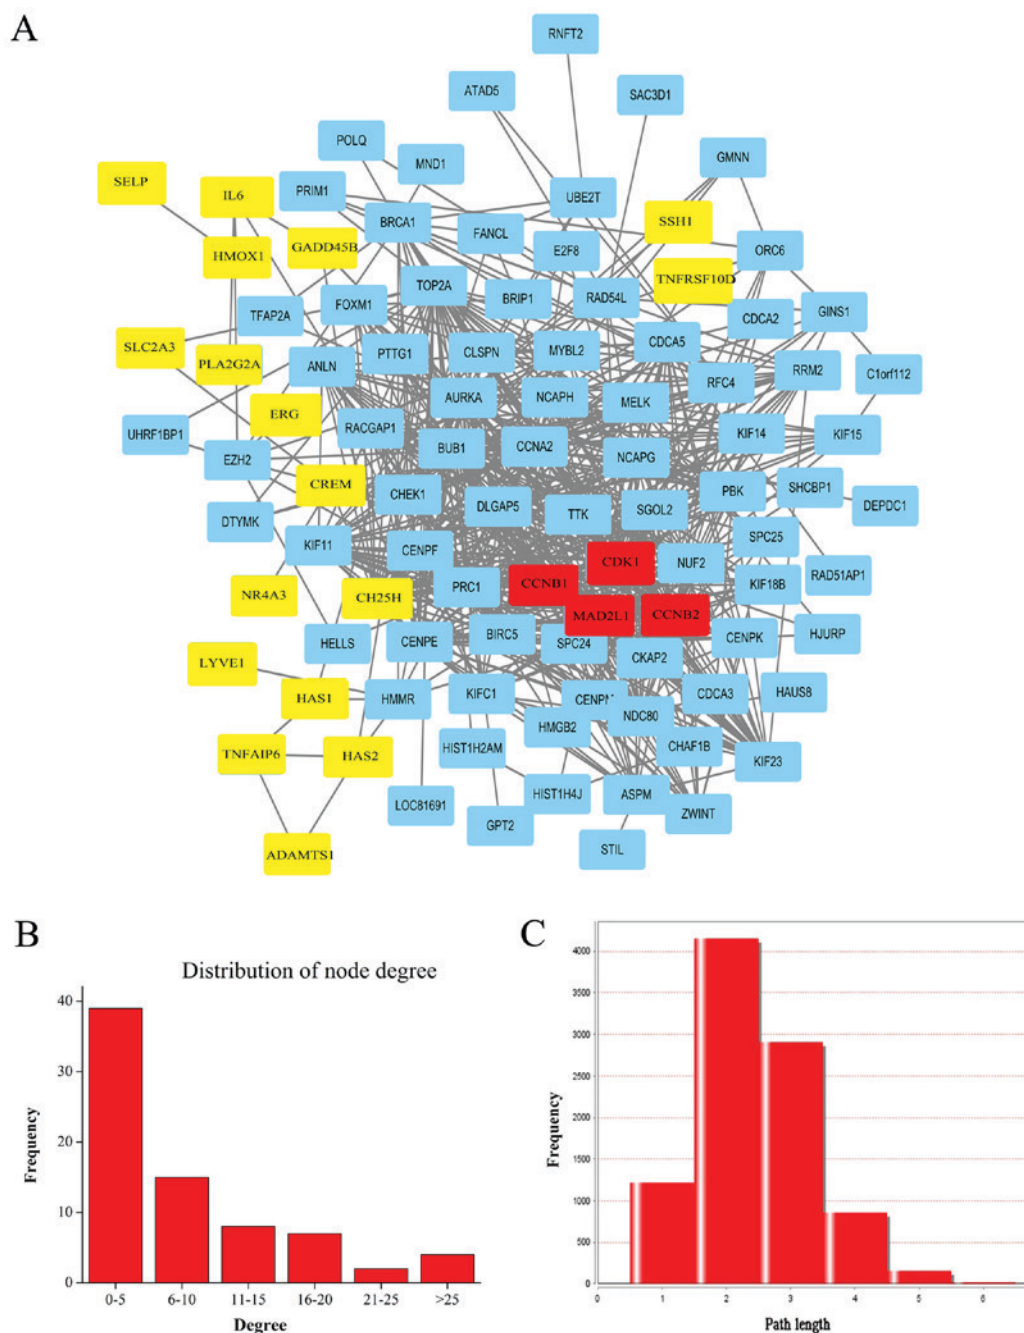 A
RNFT2
ATAD5
SAC3D1
POLQ
MND1
GMNN
SELP
IL6
PRIM1
UBE2T
BRCA1
FANCL
SSH1
HMOX1
GADD45B
E2F8
ORC6
TOP2A
TNFRSF10D
TFAP2A
FOXM1
BRIP1
RAD54L
CDCA2
GINS1
SLC2A3
PLA2G2A
ANLN
PTTG1
CLSPN
MYBL2
CDCA5
RFC4
RRM2
C1orf112
ERG
AURKA
NCAPH
MELK
UHRF1BP1
RACGAP1
KIF14
KIF15
EZH2
BUB1
CCNA2
NCAPG
CREM
CHEK1
PBK
SHCBP1
DEPDC1
DTYMK
DLGAP5
TTK
SGOL2
KIF11
CENPF
SPC25
CDK1
NUF2
RAD51AP1
NR4A3
CH25H
PRC1
CCNB1
KIF18B
MAD2L1
CCNB2
HELLS
CENPE
BIRC5
SPC24
CKAP2
CENPK
HJURP
LYVE1
HAS1
HMMR
KIFC1
CDCA3
HAUS8
HMGB2
NDC80
TNFAIP6
HAS2
HIST1H2AM
CHAF1B
KIF23
LOC81691
HIST1H4J
ASPM
ZWINT
GPT2
ADAMTS1
STIL
B
Distribution of node degree
Frequency
40
30
20
10
0
0-5
6-10
11-15
16-20
21-25
>25
Degree
C
Frequency
4000
3500
3000
2500
2000
1500
1000
500
0
0
1
2
3
4
5
6
Path length